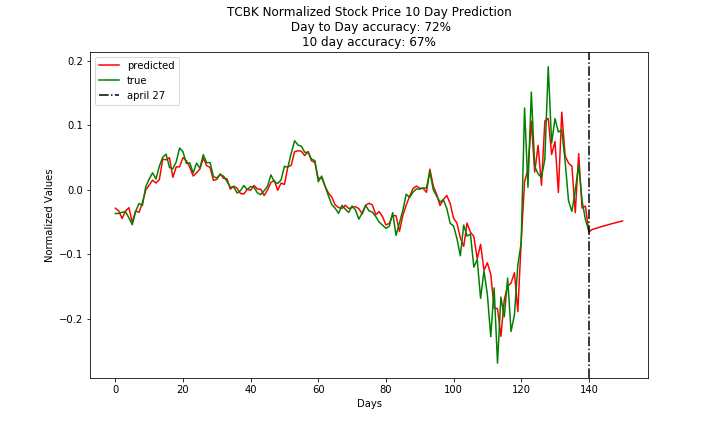 TCBK Normalized Stock Price 10 Day Prediction
Day to Day accuracy: 72%
10 day accuracy: 67%
predicted
true
april 27
0.2
0.1
0.0
−0.1
−0.2
Normalized Values
0 20 40 60 80 100 120 140
Days